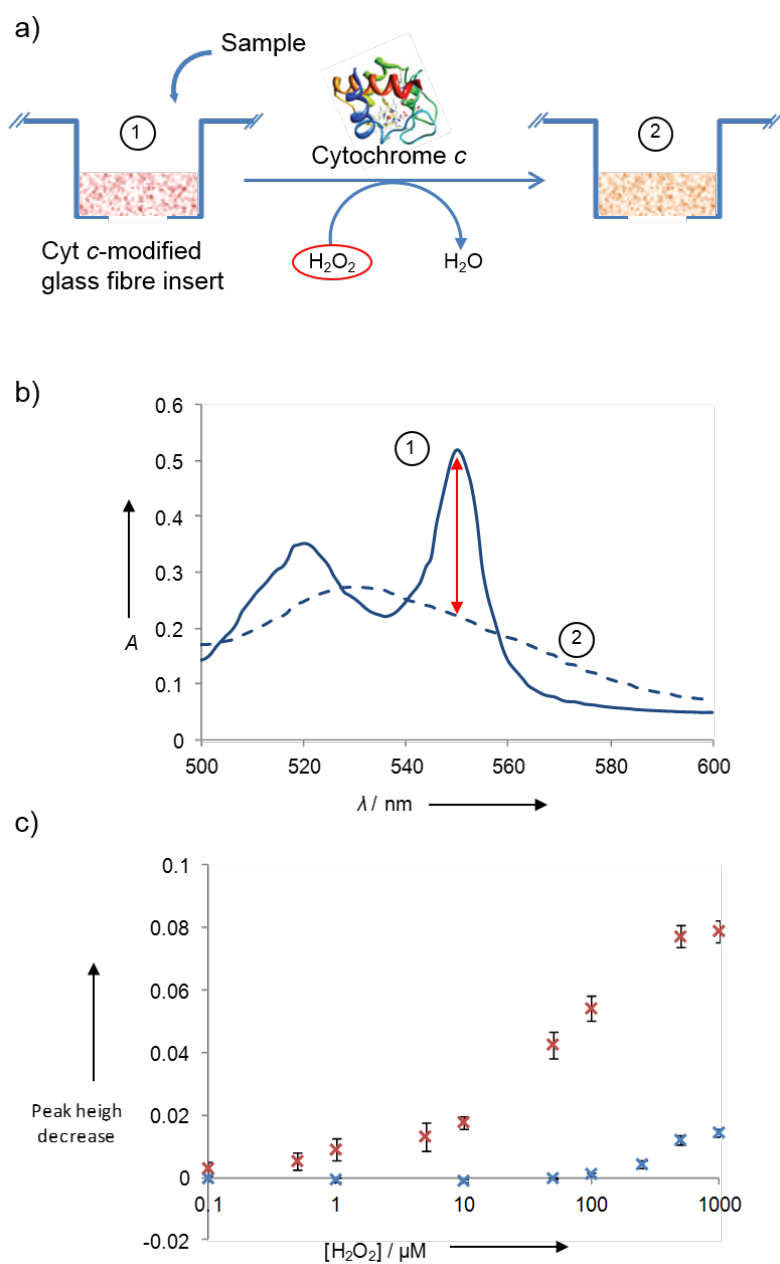 a)
Sample
1
2
Cytochrome c
Cyt c-modified
glass fibre insert
H₂O₂
H₂O
b)
0.6
0.5
0.4
0.3
0.2
0.1
0
A
1
2
500
520
540
560
580
600
λ / nm
c)
0.1
0.08
0.06
0.04
0.02
0
-0.02
Peak heigh
decrease
0.1
1
10
100
1000
[H₂O₂] / µM